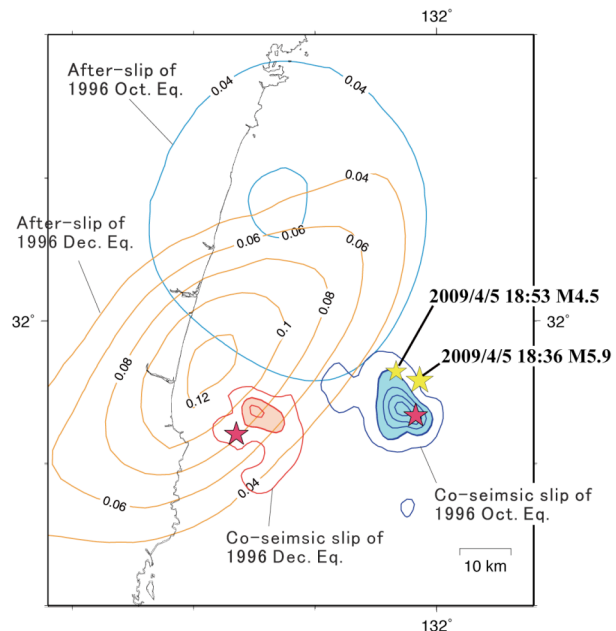 132°
After-slip of
1996 Oct. Eq.
0.04
0.04
0.04
After-slip of
1996 Dec. Eq.
0.06
0.06
0.06
0.08
2009/4/5 18:53 M4.5
32°
32°
0.1
2009/4/5 18:36 M5.9
0.08
0.12
0.06
0.04
Co-seimsic slip of
1996 Oct. Eq.
Co-seimsic slip of
1996 Dec. Eq.
10 km
132°